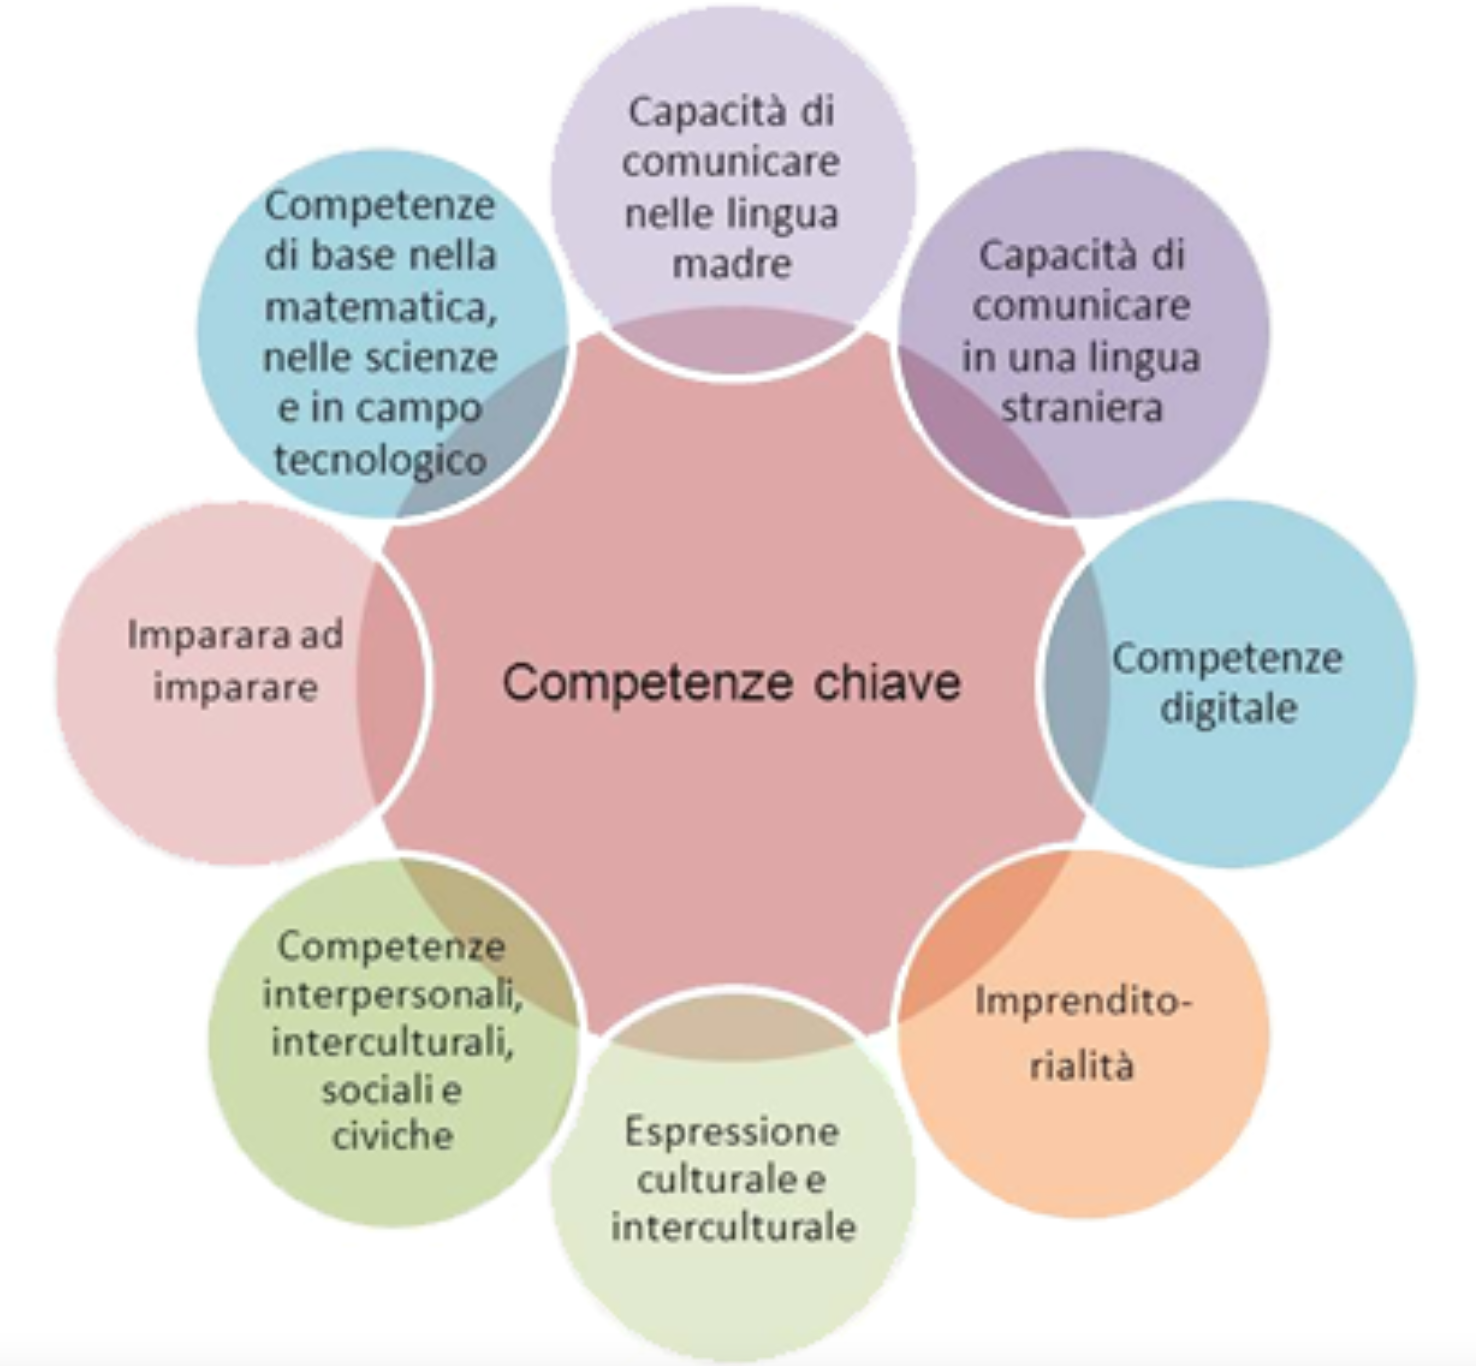 Capacità di
comunicare
nelle lingua
madre
Capacità di
comunicare
in una lingua
straniera
Competenze
digitale
Imprendito-
rialità
Espressione
culturale e
interculturale
Competenze
interpersonali,
interculturali,
sociali e
civiche
Imparara ad
imparare
Competenze
di base nella
matematica,
nelle scienze
e in campo
tecnologico
Competenze chiave